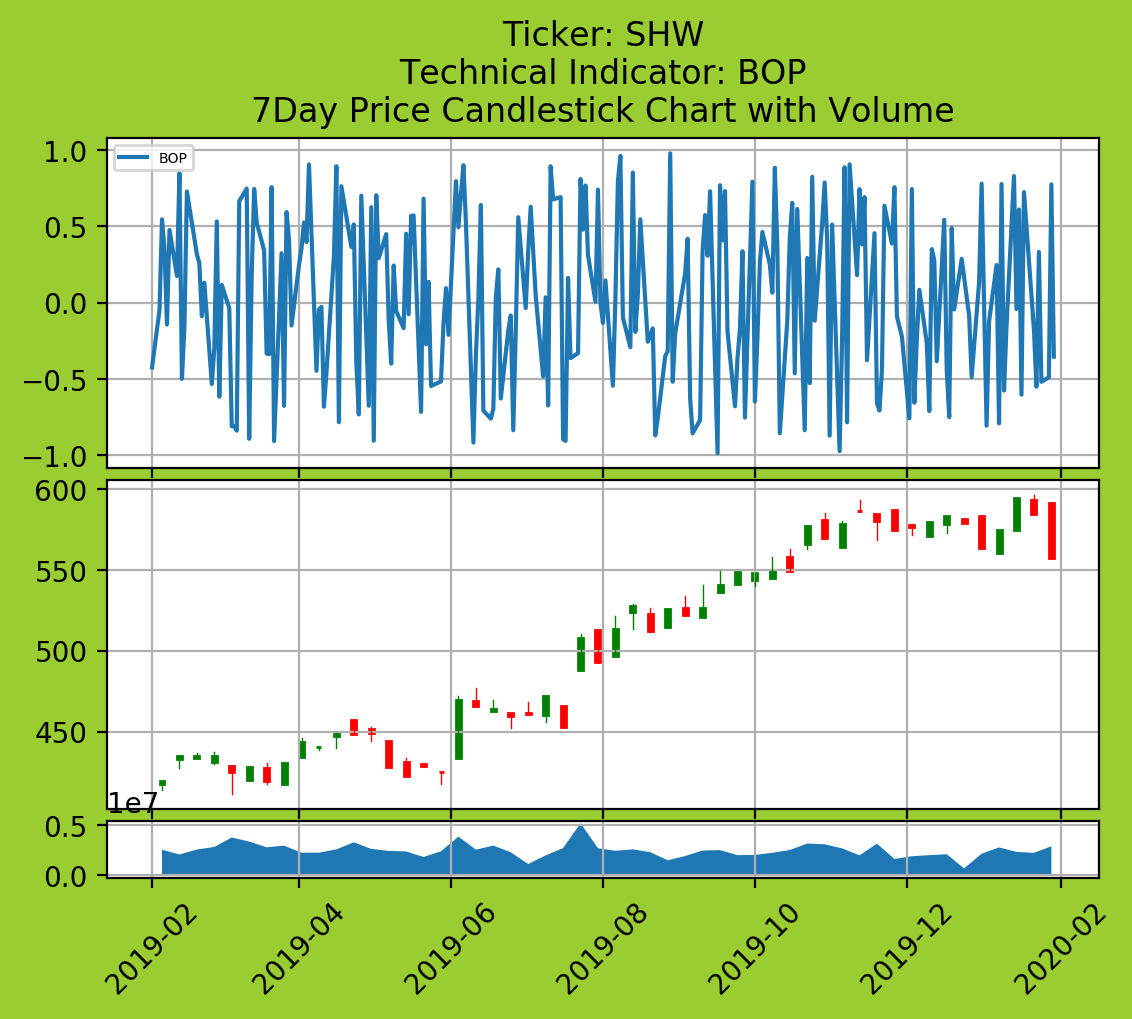 Ticker: SHW
Technical Indicator: BOP
7Day Price Candlestick Chart with Volume
BOP
1.0
0.5
0.0
−0.5
−1.0
600
550
500
450
1e7
0.5
0.0
2019-02 2019-04 2019-06 2019-08 2019-10 2019-12 2020-02